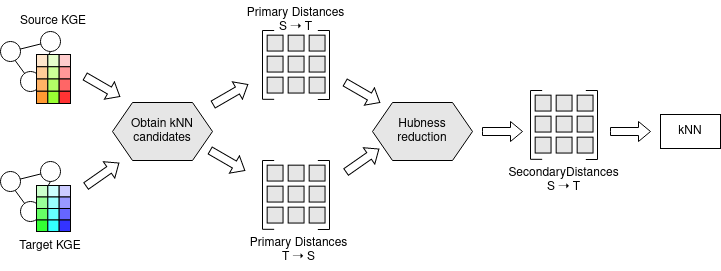 Source KGE
Primary Distances
S → T
Obtain kNN
candidates
Hubness
reduction
kNN
SecondaryDistances
S → T
Target KGE
Primary Distances
T → S